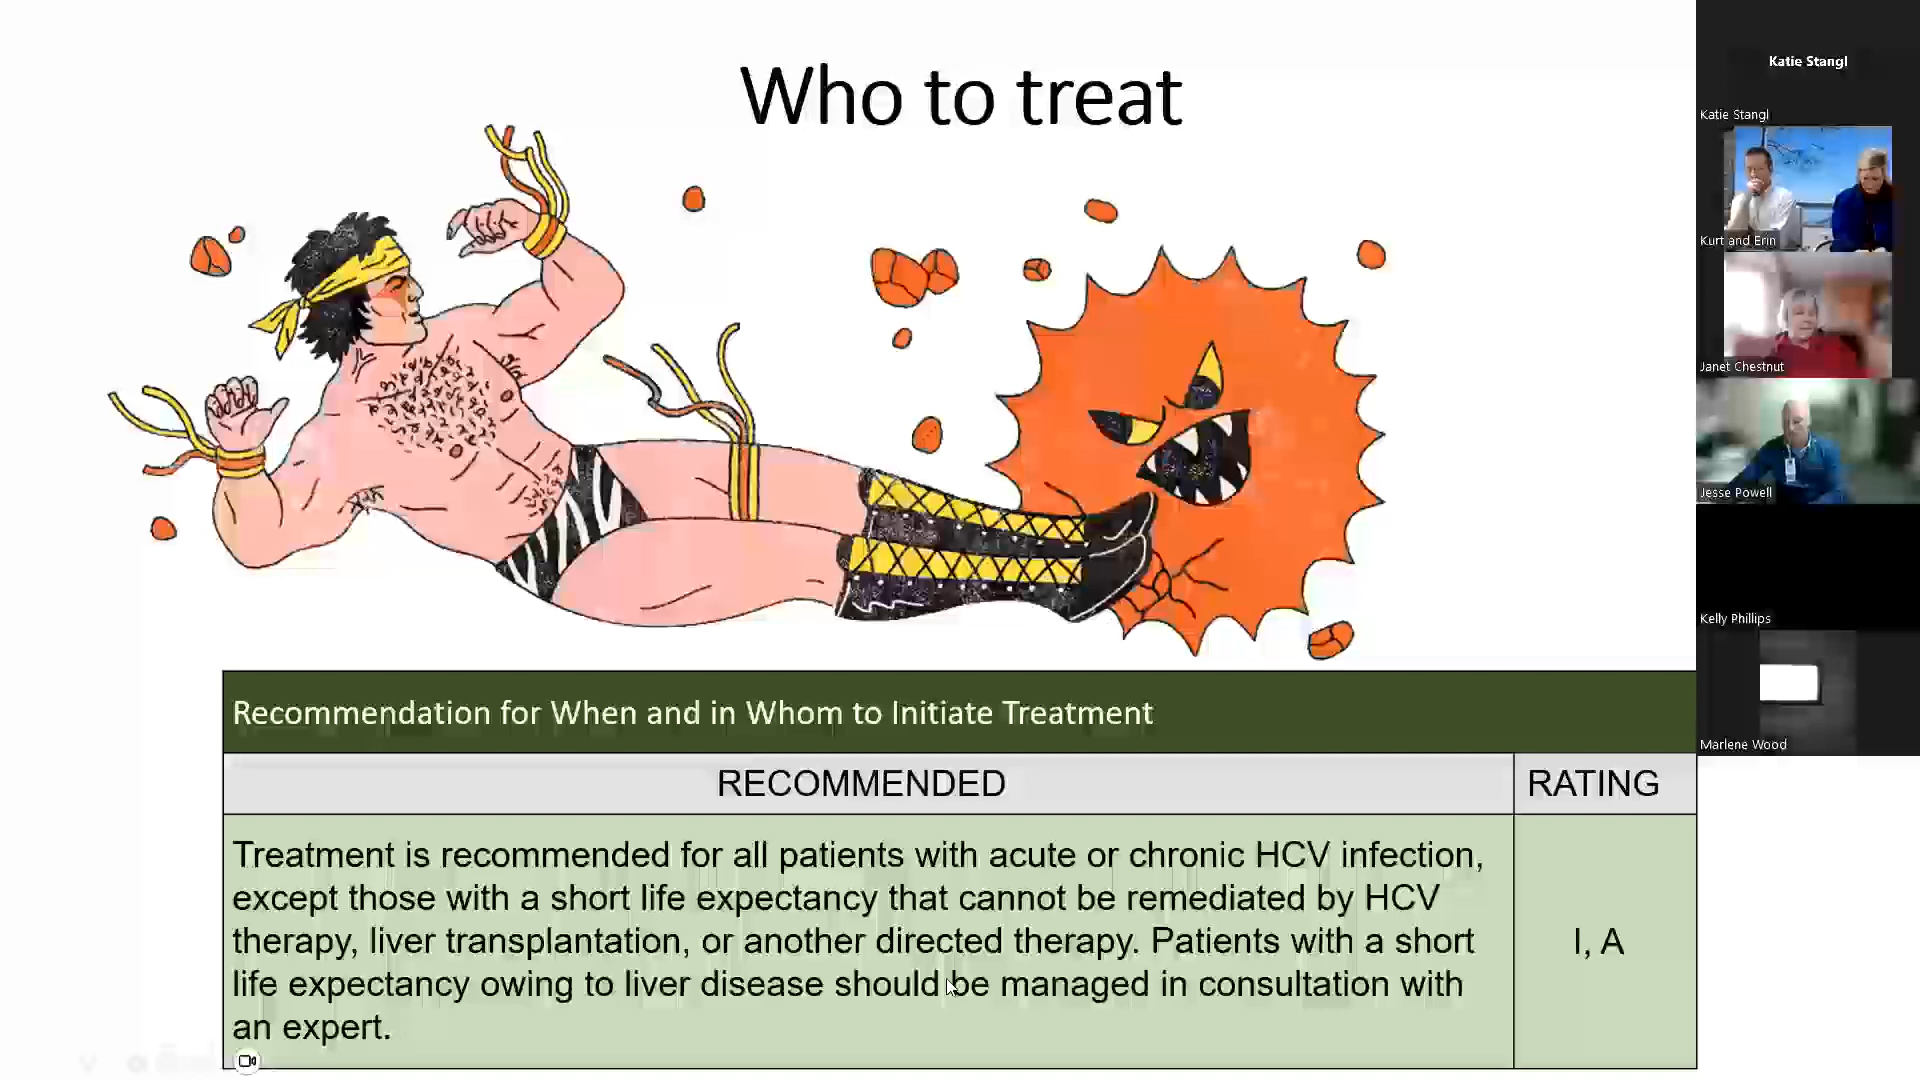 Who to treat
Recommendation for When and in Whom to Initiate Treatment
RECOMMENDED
RATING
Treatment is recommended for all patients with acute or chronic HCV infection,
except those with a short life expectancy that cannot be remediated by HCV
therapy, liver transplantation, or another directed therapy. Patients with a short
life expectancy owing to liver disease should be managed in consultation with
an expert.
I, A
Katie Stangl
Katie Stangl
Kurt and Erin
Janet Chestnut
Jesse Powell
Kelly Phillips
Marlene Wood